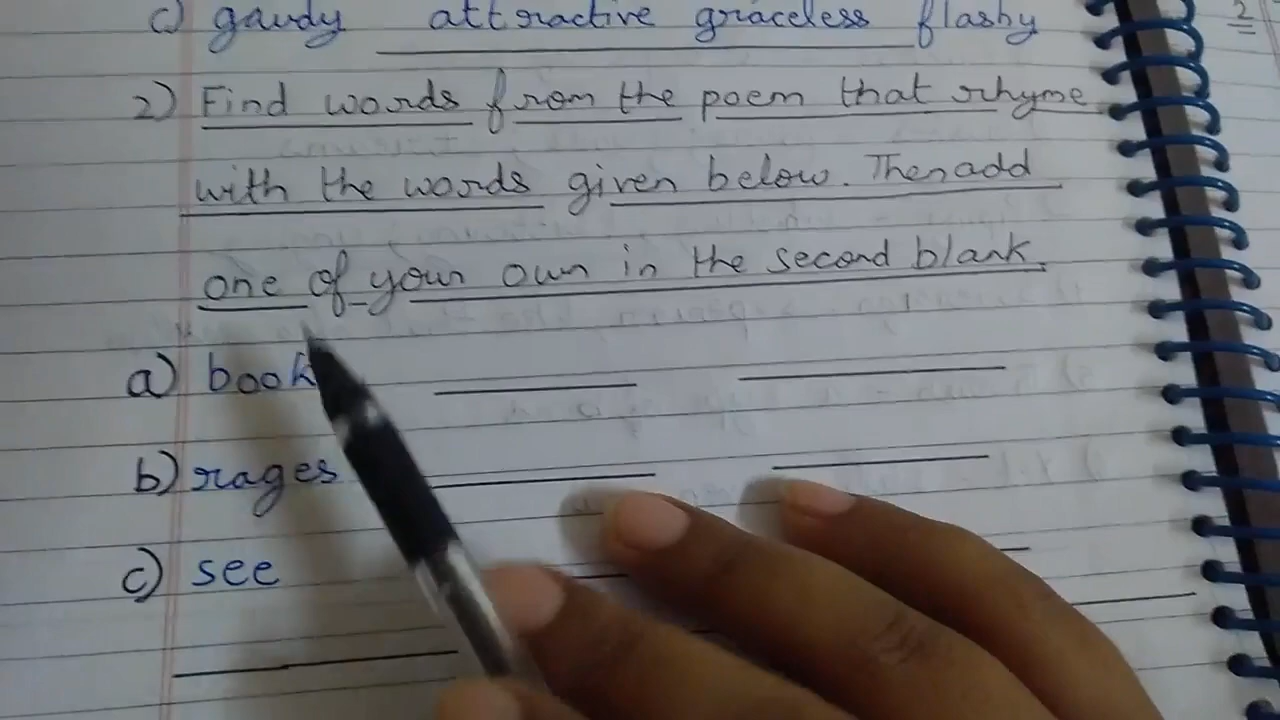 c) gaudy attractive graceless flashy
2) Find words from the poem that rhyme
with the words given below. Then add
one of your own in the second blank.
a) book
b) rages
c) see
2